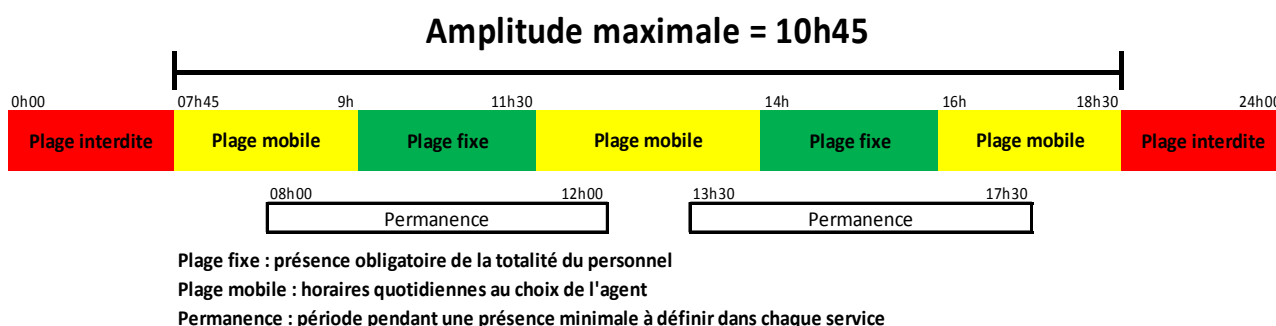 Amplitude maximale = 10h45
0h00 07h45 9h 11h30 14h 16h 18h30 24h00
Plage interdite Plage mobile Plage fixe Plage mobile Plage fixe Plage mobile Plage interdite
08h00 12h00 13h30 17h30
Permanence Permanence
Plage fixe : présence obligatoire de la totalité du personnel
Plage mobile : horaires quotidiennes au choix de l'agent
Permanence : période pendant une présence minimale à définir dans chaque service